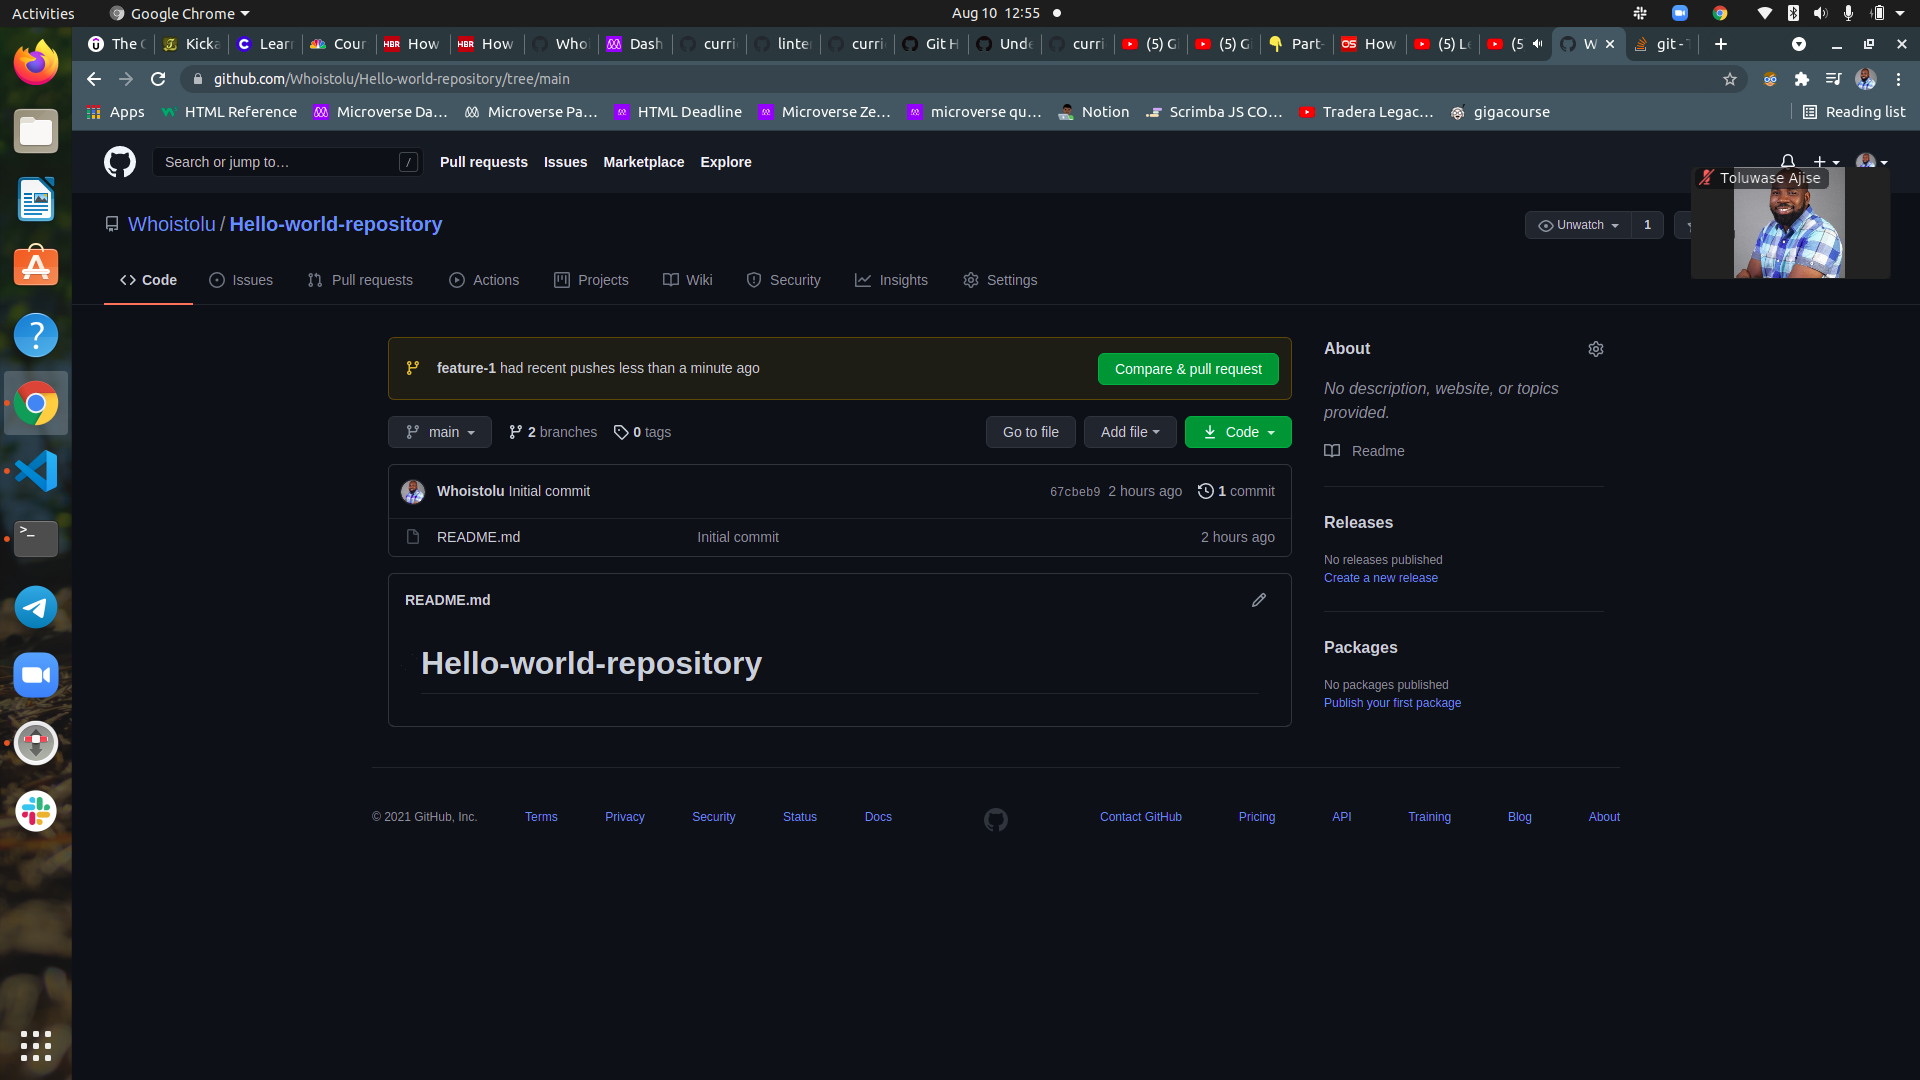 Activities
Google Chrome
Aug 10 12:55
The
Kicka
Learn
Cour
How
How
Who
Dash
curri
linter
curri
Git H
Unde
curri
(5) G
(5) G
Part-
How
(5) Le
(5
W
git - T
github.com/Whoistolu/Hello-world-repository/tree/main
Apps
HTML Reference
Microverse Da...
Microverse Pa...
HTML Deadline
Microverse Ze...
microverse qu...
Notion
Scrimba JS CO...
Tradera Legac...
gigacourse
Reading list
Search or jump to...
/
Pull requests
Issues
Marketplace
Explore
Toluwase Ajise
Whoistolu / Hello-world-repository
Unwatch
1
Code
Issues
Pull requests
Actions
Projects
Wiki
Security
Insights
Settings
feature-1 had recent pushes less than a minute ago
Compare & pull request
main
2 branches
0 tags
Go to file
Add file
Code
Whoistolu Initial commit
67cbeb9 2 hours ago
1 commit
README.md
Initial commit
2 hours ago
README.md
Hello-world-repository
About
No description, website, or topics
provided.
Readme
Releases
No releases published
Create a new release
Packages
No packages published
Publish your first package
© 2021 GitHub, Inc.
Terms
Privacy
Security
Status
Docs
Contact GitHub
Pricing
API
Training
Blog
About